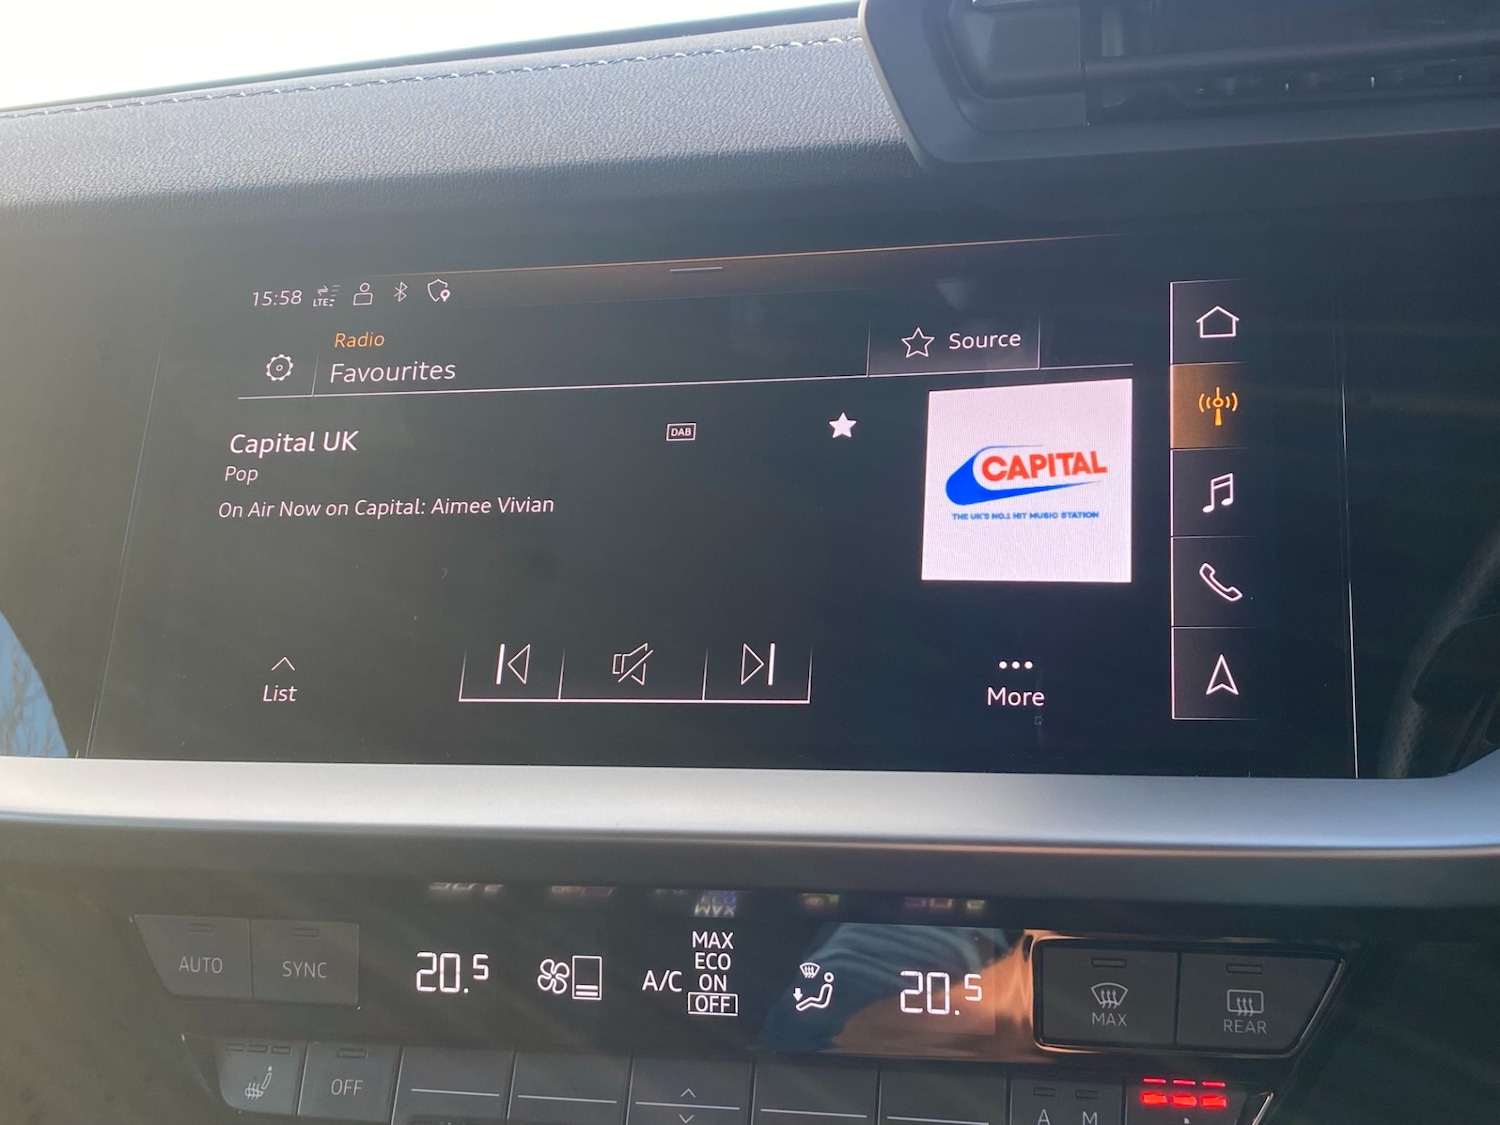 15:58 LTE
Radio
Favourites
Source
Capital UK
DAB
Pop
On Air Now on Capital: Aimee Vivian
CAPITAL
THE UK'S NO.1 HIT MUSIC STATION
List
More
AUTO
SYNC
20.5
A/C
MAX
ECO
ON
OFF
20.5
MAX
REAR
OFF
A
M